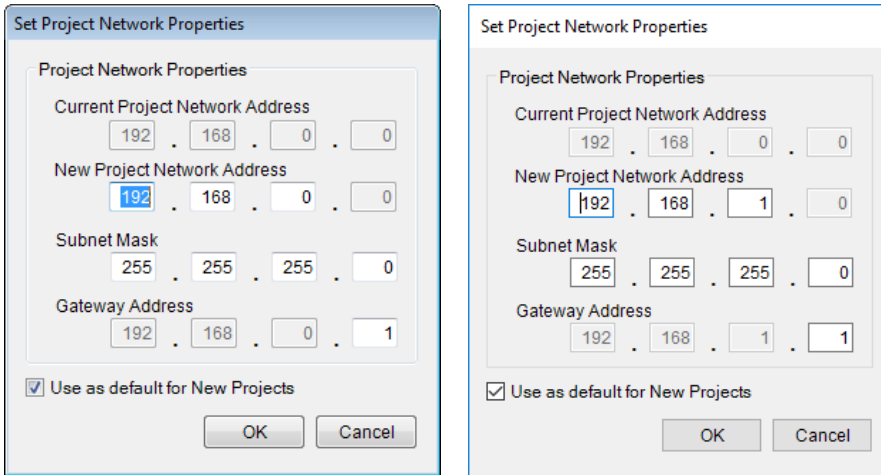 Set Project Network Properties
Project Network Properties
Current Project Network Address
192 . 168 . 0 . 0
New Project Network Address
192 . 168 . 0 . 0
Subnet Mask
255 . 255 . 255 . 0
Gateway Address
192 . 168 . 0 . 1
Use as default for New Projects
OK Cancel
Set Project Network Properties
Project Network Properties
Current Project Network Address
192 . 168 . 0 . 0
New Project Network Address
192 . 168 . 1 . 0
Subnet Mask
255 . 255 . 255 . 0
Gateway Address
192 . 168 . 1 . 1
Use as default for New Projects
OK Cancel